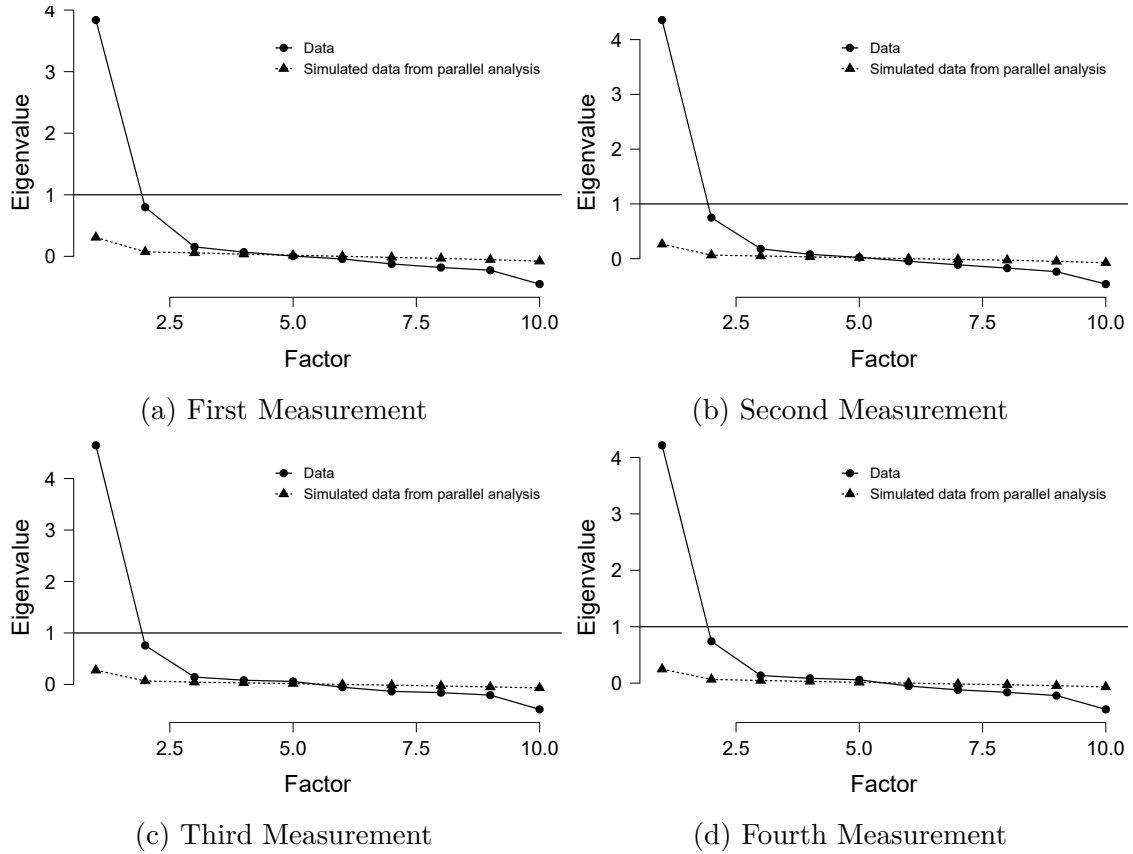 4
3
2
1
0
Eigenvalue
Data
Simulated data from parallel analysis
2.5 5.0 7.5 10.0
Factor
(a) First Measurement
4
3
2
1
0
Eigenvalue
Data
Simulated data from parallel analysis
2.5 5.0 7.5 10.0
Factor
(b) Second Measurement
4
3
2
1
0
Eigenvalue
Data
Simulated data from parallel analysis
2.5 5.0 7.5 10.0
Factor
(c) Third Measurement
4
3
2
1
0
Eigenvalue
Data
Simulated data from parallel analysis
2.5 5.0 7.5 10.0
Factor
(d) Fourth Measurement